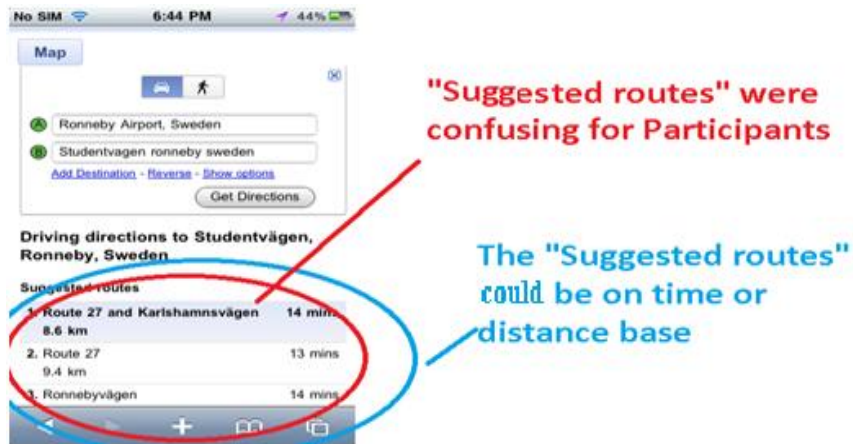 No SIM 6:44 PM 44%
Map
A Ronneby Airport, Sweden
B Studentvagen ronneby sweden
Add Destination - Reverse - Show options
Get Directions
Driving directions to Studentvägen,
Ronneby, Sweden
Suggested routes
1. Route 27 and Karlshamnsvägen 14 mins
8.6 km
2. Route 27 13 mins
9.4 km
3. Ronnebyvägen 14 mins
"Suggested routes" were
confusing for Participants
The "Suggested routes"
could be on time or
distance base